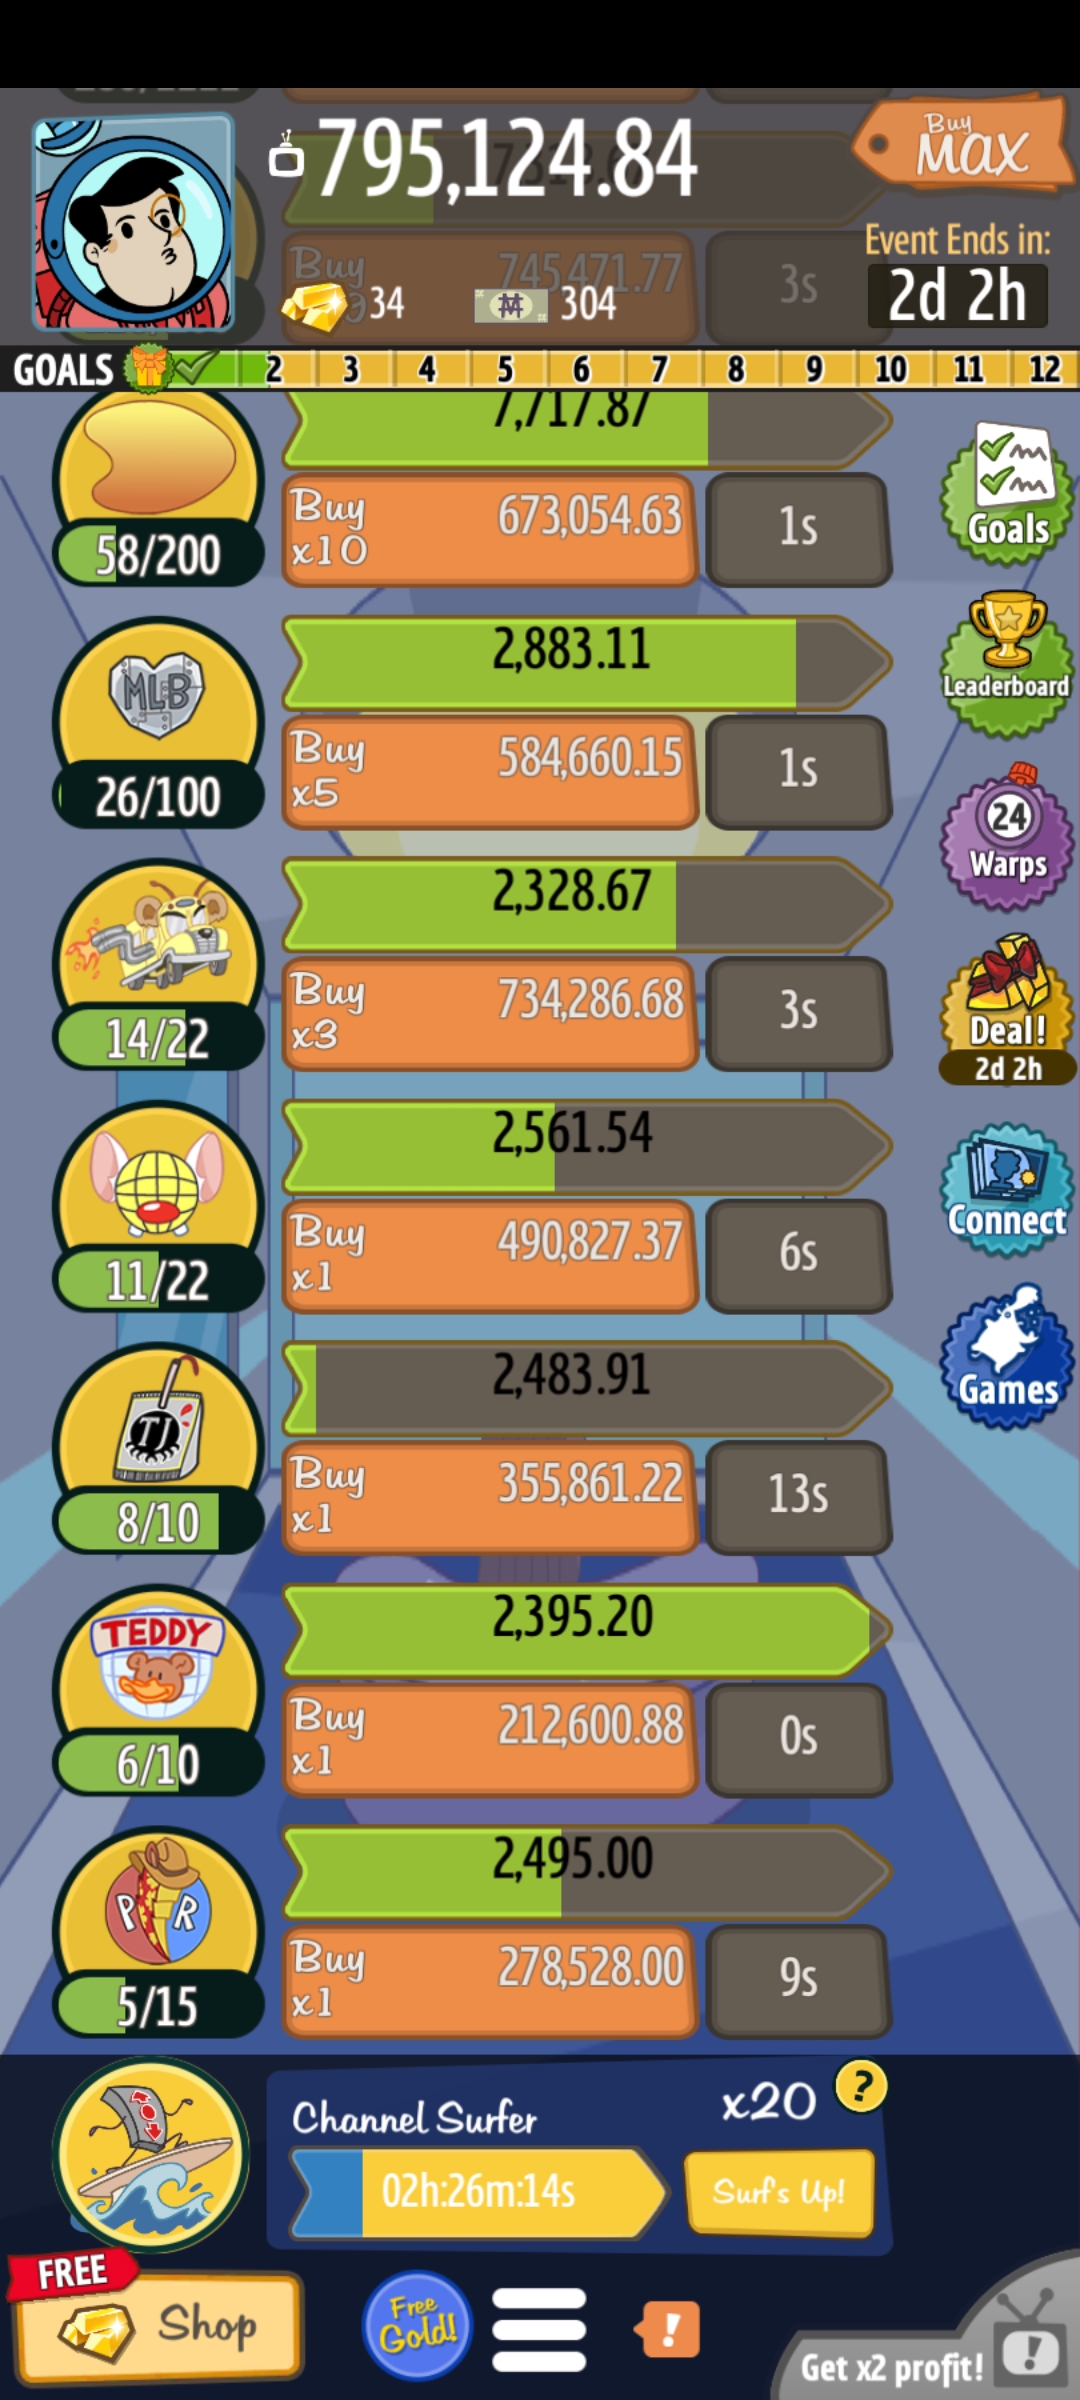 795,124.84
Buy
MAX
Event Ends in:
2d 2h
Buy
745,471.77
3s
34
304
GOALS 2 3 4 5 6 7 8 9 10 11 12
7,717.87
58/200
Buy
x10
673,054.63
1s
Goals
2,883.11
MLB
26/100
Buy
x5
584,660.15
1s
Leaderboard
2,328.67
24
Warps
14/22
Buy
x3
734,286.68
3s
Deal!
2d 2h
2,561.54
11/22
Buy
x1
490,827.37
6s
Connect
2,483.91
TJ
8/10
Buy
x1
355,861.22
13s
Games
2,395.20
TEDDY
6/10
Buy
x1
212,600.88
0s
2,495.00
P R
5/15
Buy
x1
278,528.00
9s
Channel Surfer
x20
?
02h:26m:14s
Surf's Up!
FREE
Shop
Free
Gold!
!
Get x2 profit!
!